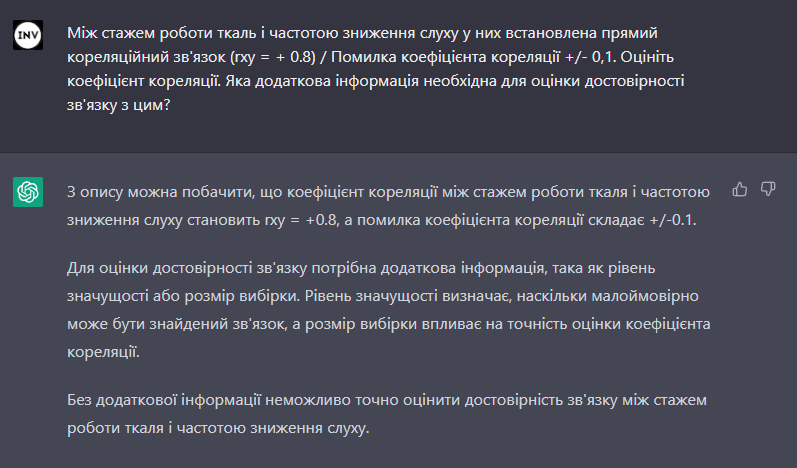 INV
Між стажем роботи ткаль і частотою зниження слуху у них встановлена прямий
кореляційний зв'язок (rxy = + 0.8) / Помилка коефіцієнта кореляції +/- 0,1. Оцініть
коефіцієнт кореляції. Яка додаткова інформація необхідна для оцінки достовірності
зв'язку з цим?
З опису можна побачити, що коефіцієнт кореляції між стажем роботи ткаля і частотою
зниження слуху становить rxy = +0.8, а помилка коефіцієнта кореляції складає +/-0.1.
Для оцінки достовірності зв'язку потрібна додаткова інформація, така як рівень
значущості або розмір вибірки. Рівень значущості визначає, наскільки малоймовірно
може бути знайдений зв'язок, а розмір вибірки впливає на точність оцінки коефіцієнта
кореляції.
Без додаткової інформації неможливо точно оцінити достовірність зв'язку між стажем
роботи ткаля і частотою зниження слуху.